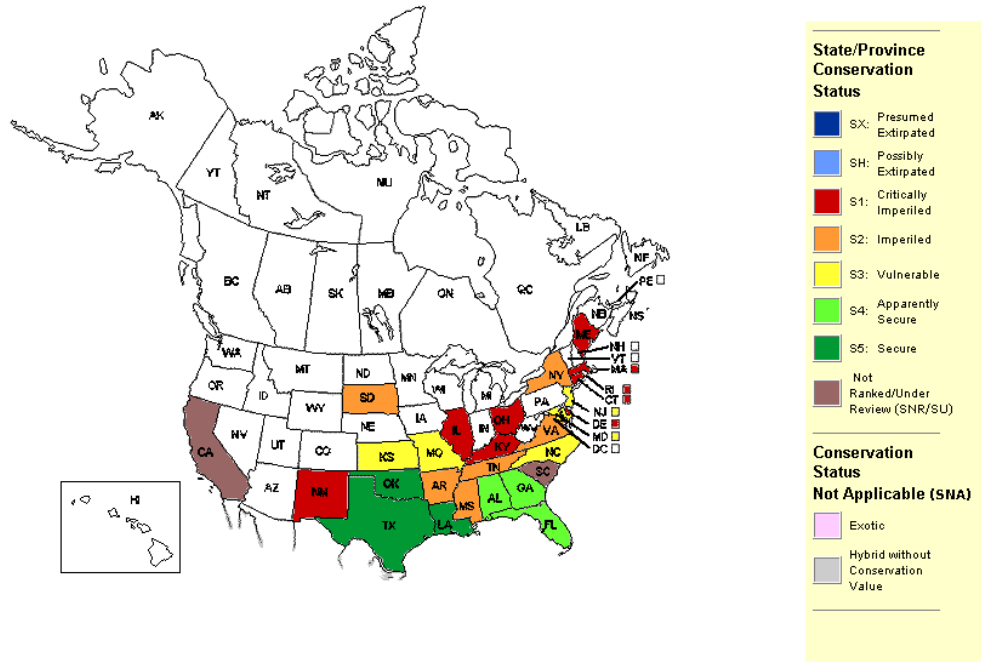 AK
YT
NT
NU
BC
AB
SK
MB
ON
QC
LB
NF
PE
NB
NS
WA
OR
ID
MT
ND
MN
WI
MI
SD
WY
NE
IA
NV
UT
CO
KS
MO
IL
IN
OH
KY
WV
VA
PA
NY
ME
NH
VT
MA
RI
CT
NJ
DE
MD
DC
CA
AZ
NM
OK
TX
AR
LA
MS
TN
AL
GA
FL
SC
NC
HI
State/Province
Conservation
Status
SX: Presumed
Extirpated
SH: Possibly
Extirpated
S1: Critically
Imperiled
S2: Imperiled
S3: Vulnerable
S4: Apparently
Secure
S5: Secure
Not
Ranked/Under
Review (SNR/SU)
Conservation
Status
Not Applicable (SNA)
Exotic
Hybrid without
Conservation
Value